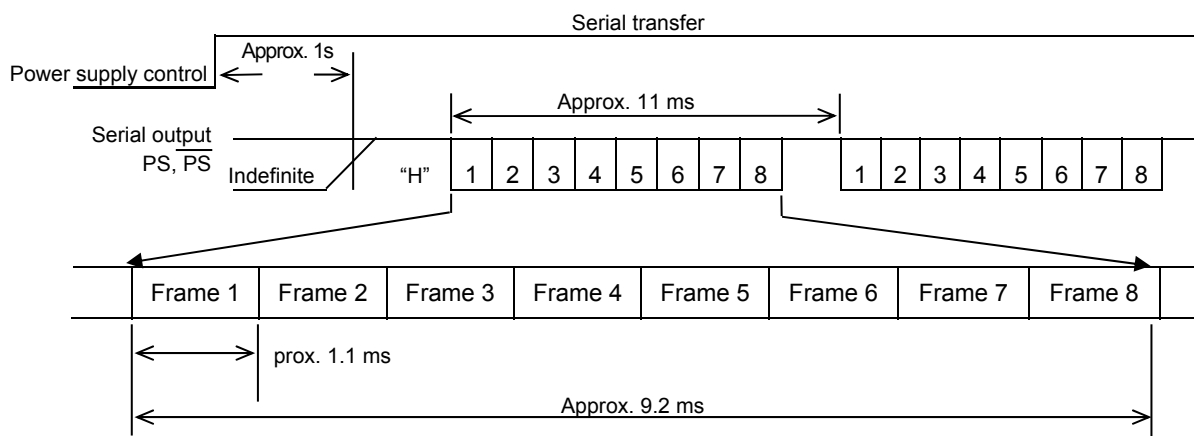 Serial transfer
Approx. 1s
Power supply control
Approx. 11 ms
Serial output
PS, P̅S̅
Indefinite
“H”
1 2 3 4 5 6 7 8
1 2 3 4 5 6 7 8
Frame 1 Frame 2 Frame 3 Frame 4 Frame 5 Frame 6 Frame 7 Frame 8
prox. 1.1 ms
Approx. 9.2 ms